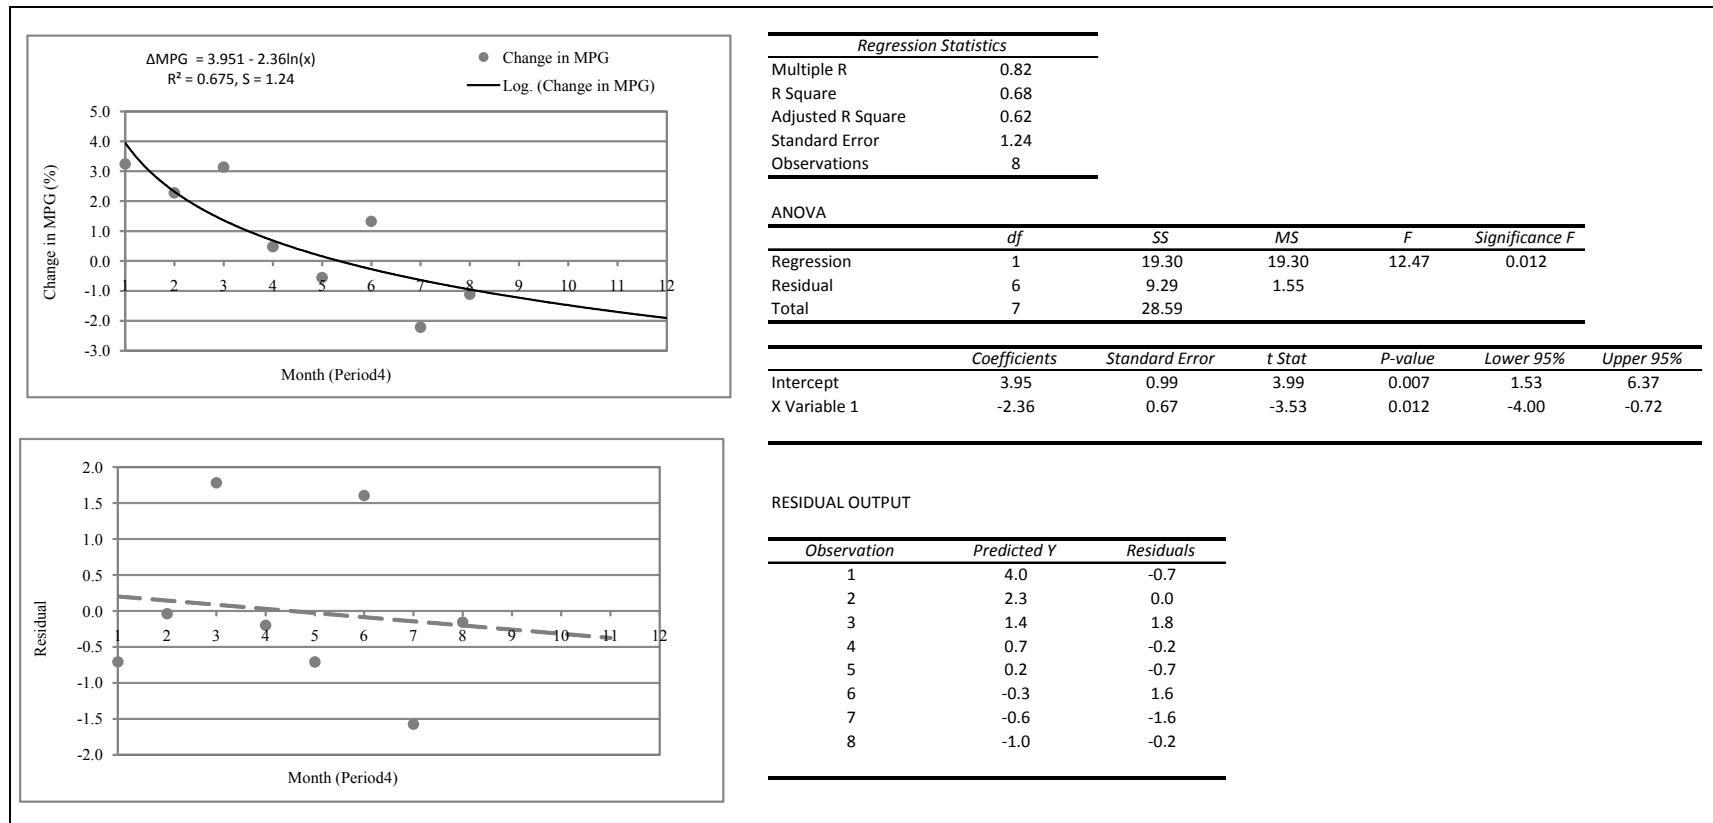 ΔMPG = 3.951 - 2.36ln(x)
R² = 0.675, S = 1.24
Change in MPG
Log. (Change in MPG)
5.0
4.0
3.0
2.0
1.0
0.0
-1.0
-2.0
-3.0
1 2 3 4 5 6 7 8 9 10 11 12
Change in MPG (%)
Month (Period4)
2.0
1.5
1.0
0.5
0.0
-0.5
-1.0
-1.5
-2.0
1 2 3 4 5 6 7 8 9 10 11 12
Residual
Month (Period4)
Regression Statistics
Multiple R 0.82
R Square 0.68
Adjusted R Square 0.62
Standard Error 1.24
Observations 8
ANOVA
df SS MS F Significance F
Regression 1 19.30 19.30 12.47 0.012
Residual 6 9.29 1.55
Total 7 28.59
Coefficients Standard Error t Stat P-value Lower 95% Upper 95%
Intercept 3.95 0.99 3.99 0.007 1.53 6.37
X Variable 1 -2.36 0.67 -3.53 0.012 -4.00 -0.72
RESIDUAL OUTPUT
Observation Predicted Y Residuals
1 4.0 -0.7
2 2.3 0.0
3 1.4 1.8
4 0.7 -0.2
5 0.2 -0.7
6 -0.3 1.6
7 -0.6 -1.6
8 -1.0 -0.2